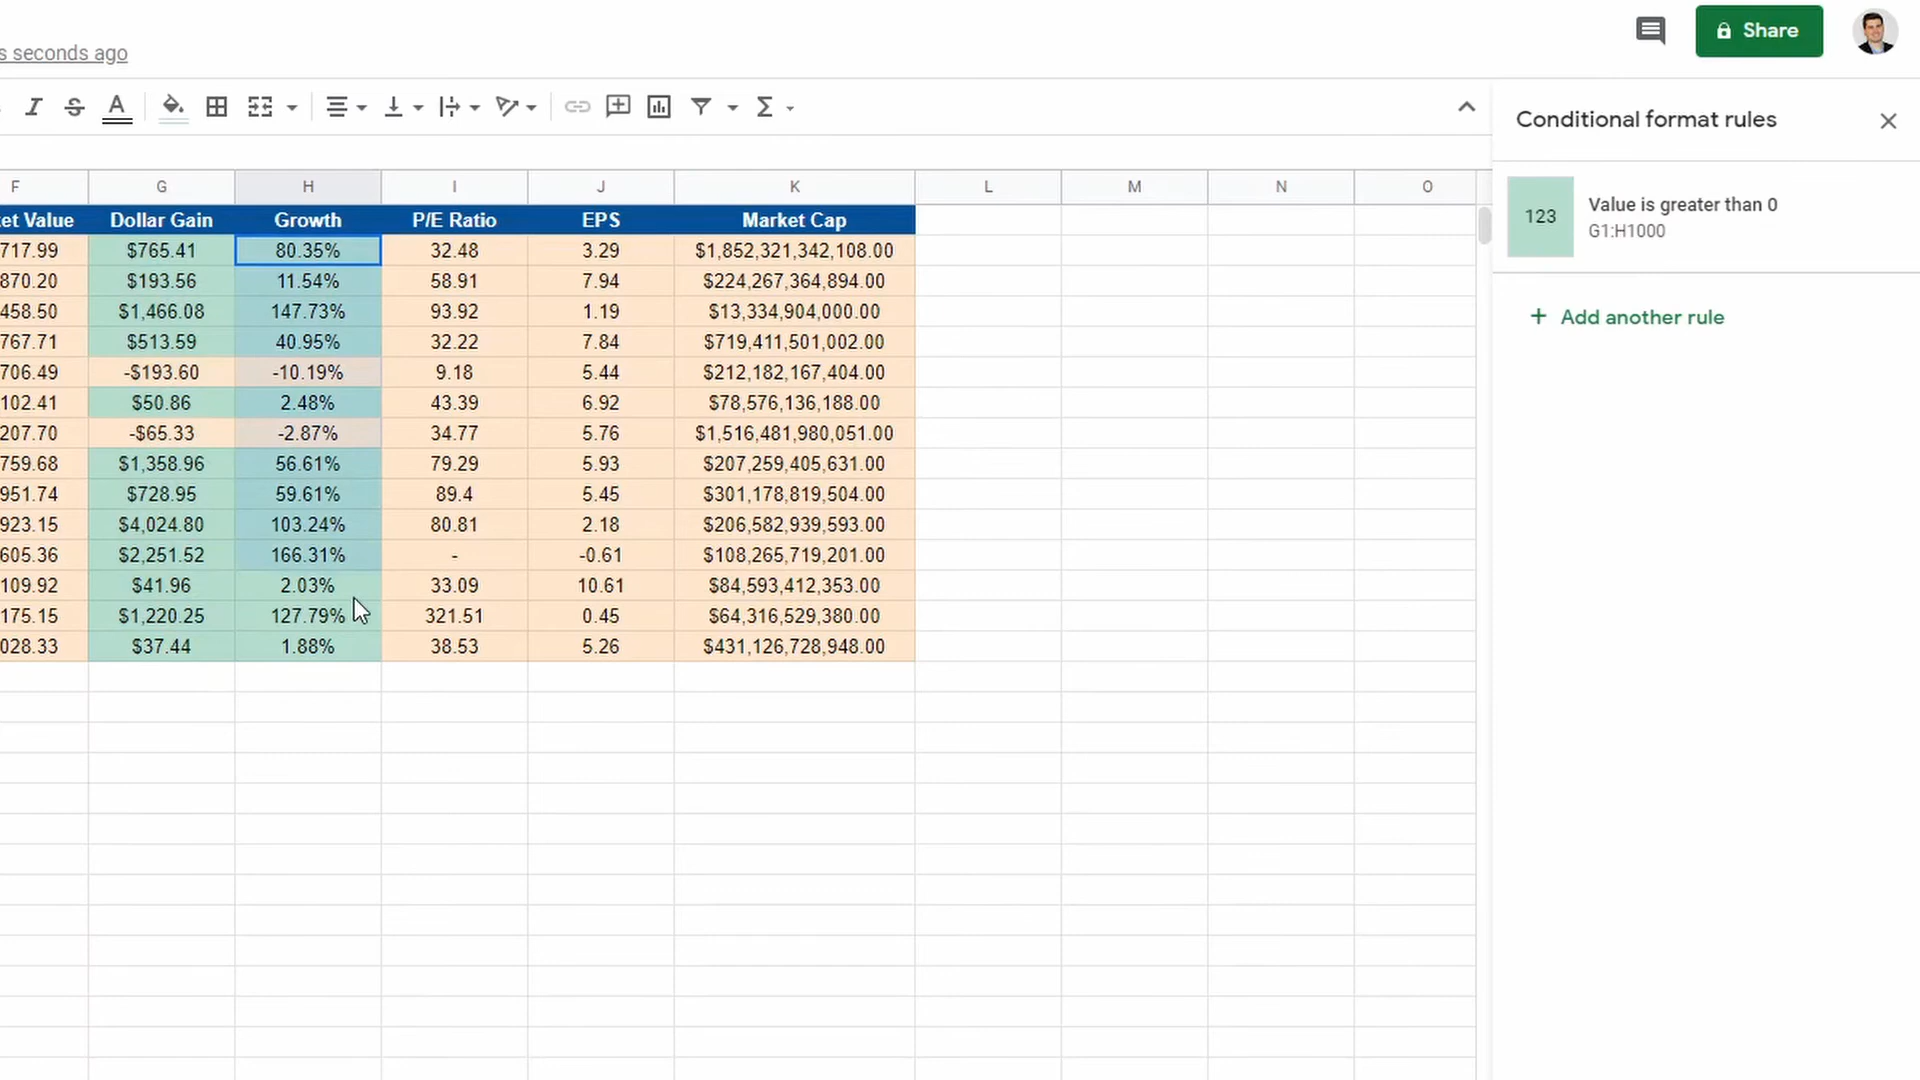 Share
s seconds ago
Conditional format rules
F G H I J K L M N O
et Value Dollar Gain Growth P/E Ratio EPS Market Cap
717.99 $765.41 80.35% 32.48 3.29 $1,852,321,342,108.00
870.20 $193.56 11.54% 58.91 7.94 $224,267,364,894.00
458.50 $1,466.08 147.73% 93.92 1.19 $13,334,904,000.00
767.71 $513.59 40.95% 32.22 7.84 $719,411,501,002.00
706.49 -$193.60 -10.19% 9.18 5.44 $212,182,167,404.00
102.41 $50.86 2.48% 43.39 6.92 $78,576,136,188.00
207.70 -$65.33 -2.87% 34.77 5.76 $1,516,481,980,051.00
759.68 $1,358.96 56.61% 79.29 5.93 $207,259,405,631.00
951.74 $728.95 59.61% 89.4 5.45 $301,178,819,504.00
923.15 $4,024.80 103.24% 80.81 2.18 $206,582,939,593.00
605.36 $2,251.52 166.31% - -0.61 $108,265,719,201.00
109.92 $41.96 2.03% 33.09 10.61 $84,593,412,353.00
175.15 $1,220.25 127.79% 321.51 0.45 $64,316,529,380.00
028.33 $37.44 1.88% 38.53 5.26 $431,126,728,948.00
123 Value is greater than 0
G1:H1000
+ Add another rule